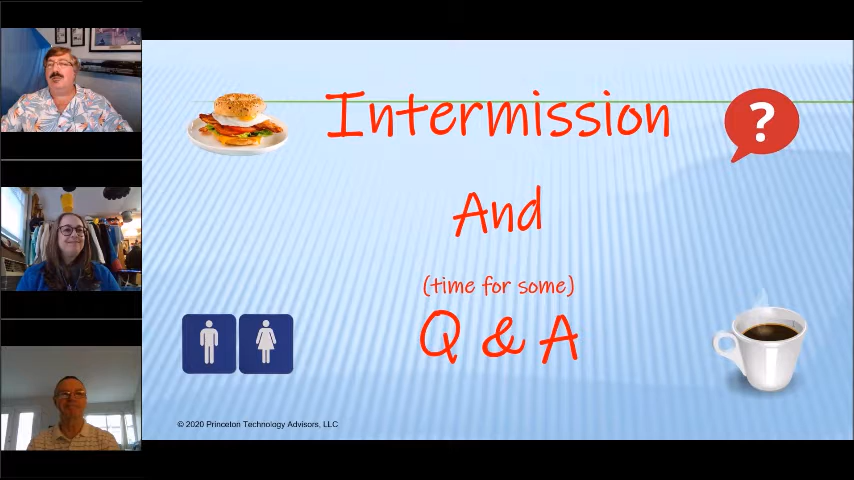 Intermission
?
And
(time for some)
Q & A
© 2020 Princeton Technology Advisors, LLC